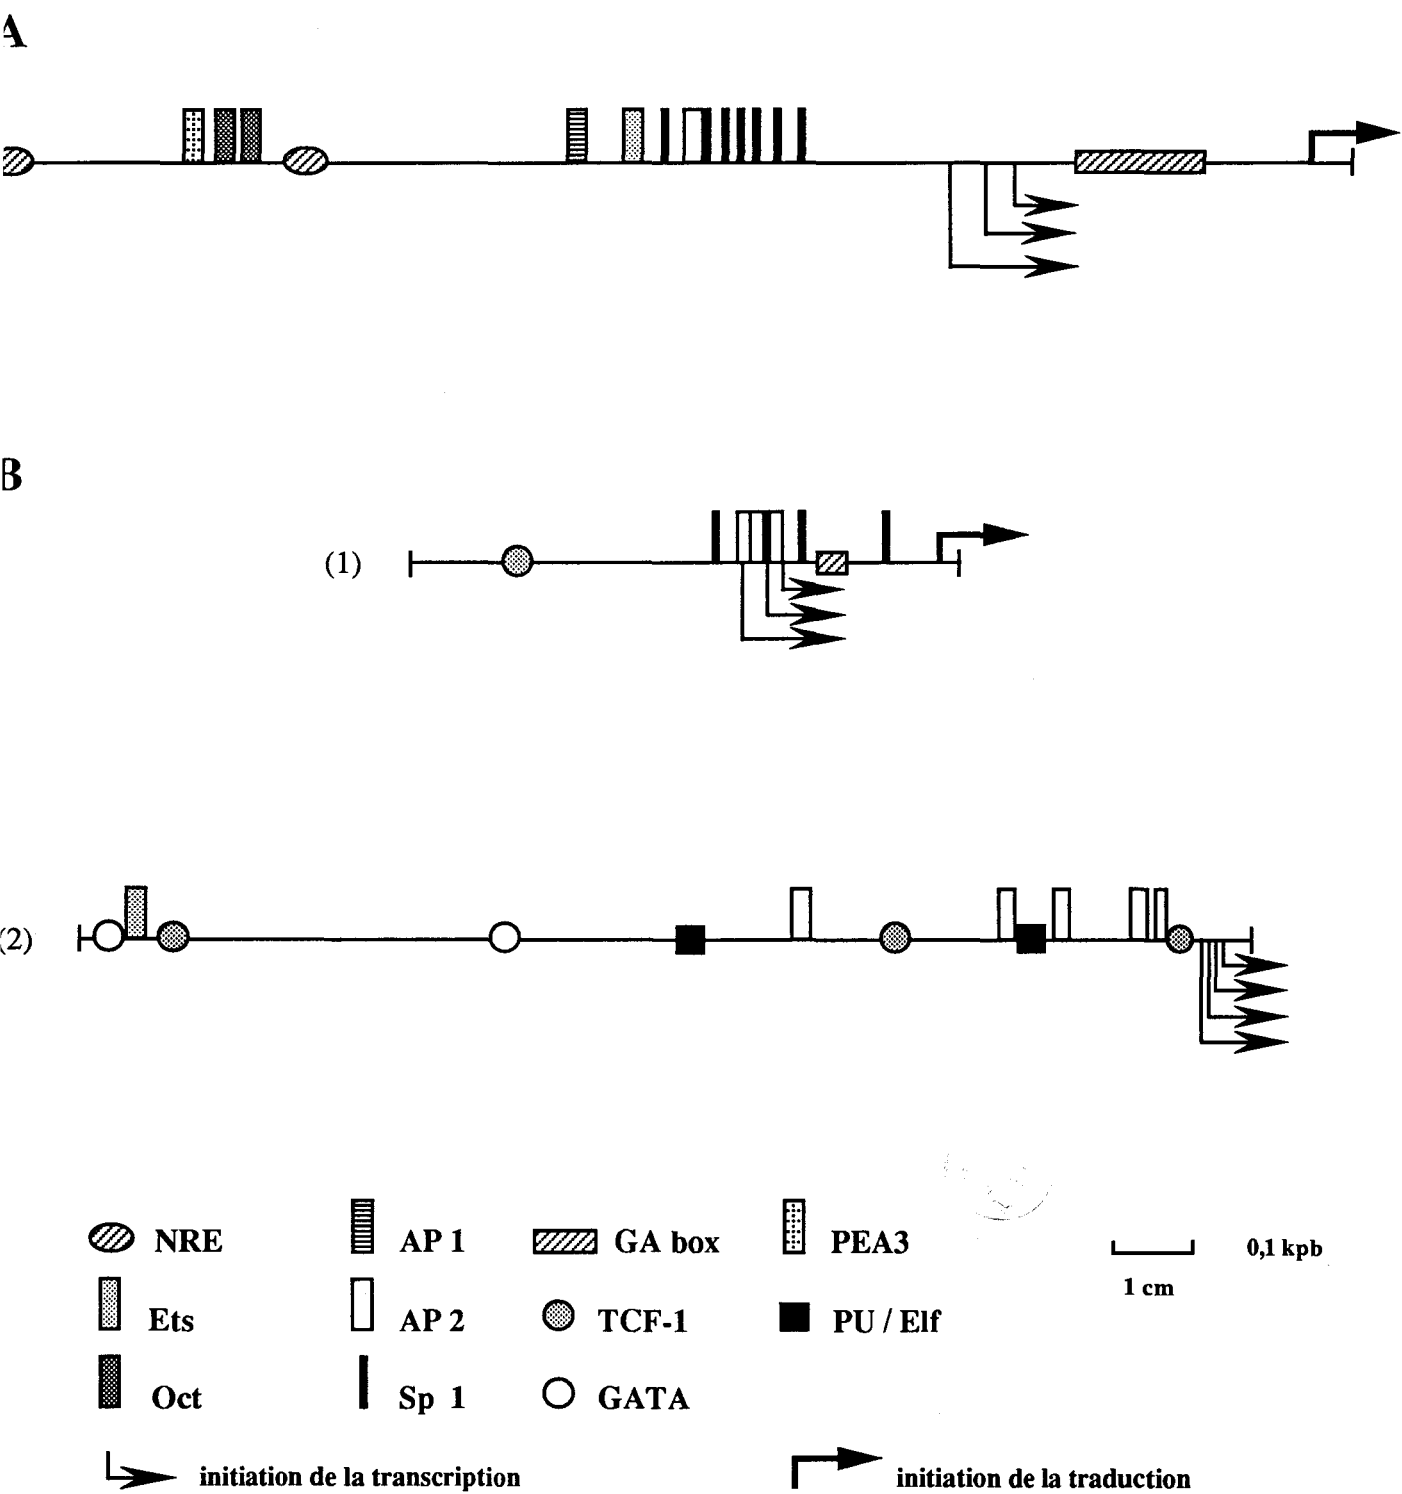 A
B
(1)
(2)
NRE
AP 1
GA box
PEA3
0,1 kpb
1 cm
Ets
AP 2
TCF-1
PU / Elf
Oct
Sp 1
GATA
initiation de la transcription
initiation de la traduction